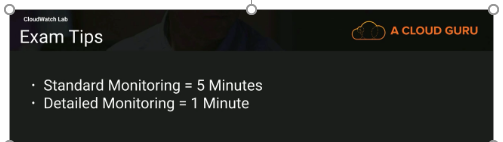 CloudWatch Lab
Exam Tips
A CLOUD GURU
· Standard Monitoring = 5 Minutes
· Detailed Monitoring = 1 Minute